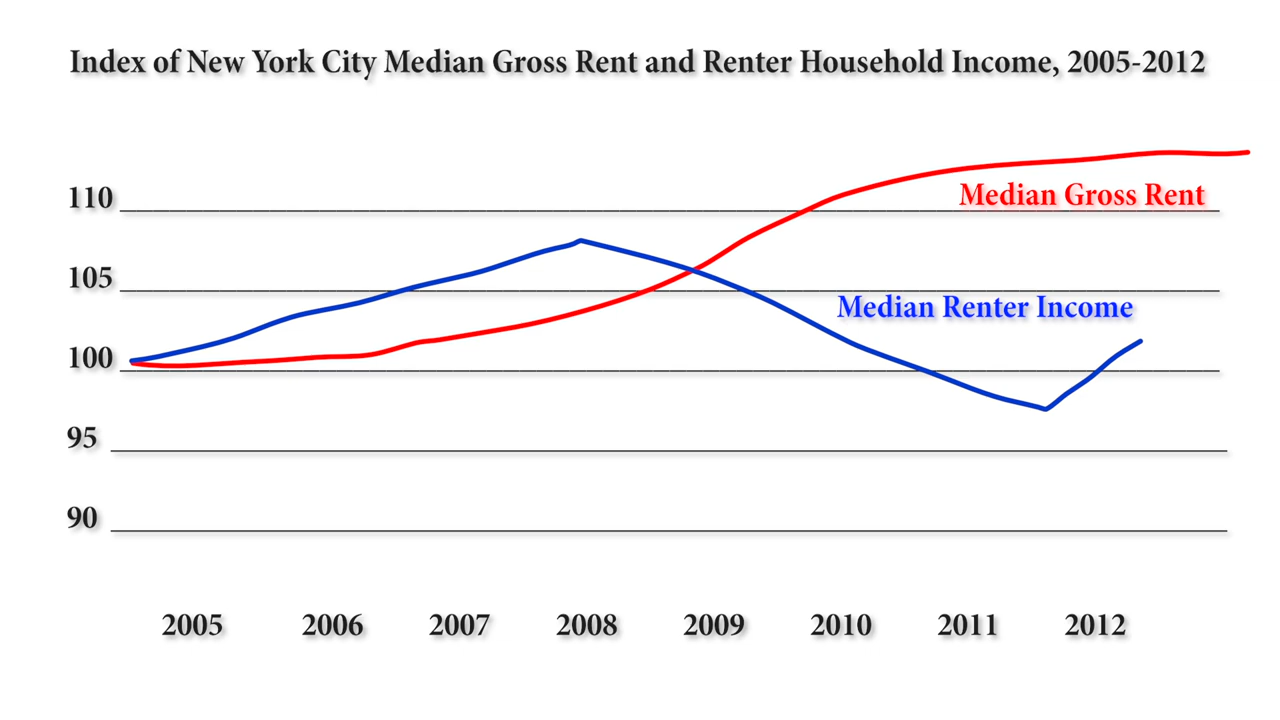 Index of New York City Median Gross Rent and Renter Household Income, 2005-2012
110
Median Gross Rent
105
Median Renter Income
100
95
90
2005 2006 2007 2008 2009 2010 2011 2012